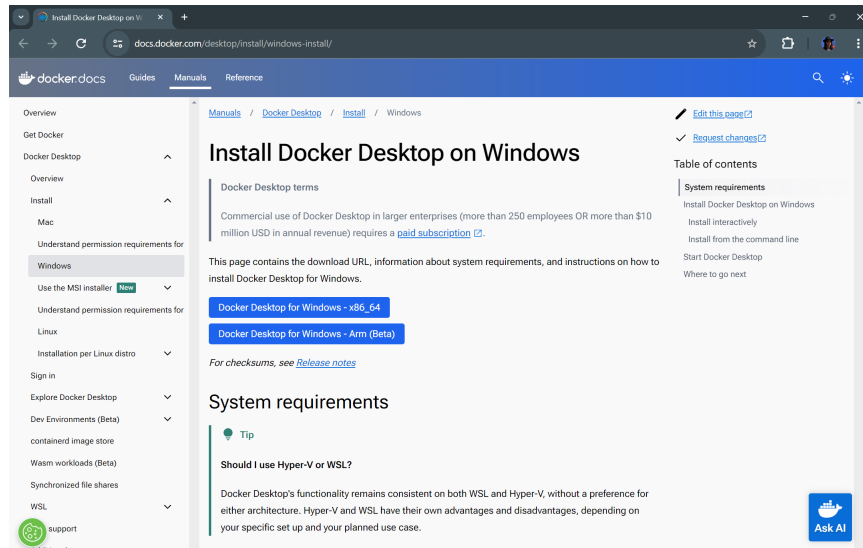 Install Docker Desktop on W
docs.docker.com/desktop/install/windows-install/
docker.docs
Guides
Manuals
Reference
Overview
Get Docker
Docker Desktop
Overview
Install
Mac
Understand permission requirements for
Windows
Use the MSI installer New
Understand permission requirements for
Linux
Installation per Linux distro
Sign in
Explore Docker Desktop
Dev Environments (Beta)
containerd image store
Wasm workloads (Beta)
Synchronized file shares
WSL
support
Manuals / Docker Desktop / Install / Windows
Install Docker Desktop on Windows
Docker Desktop terms
Commercial use of Docker Desktop in larger enterprises (more than 250 employees OR more than $10
million USD in annual revenue) requires a paid subscription.
This page contains the download URL, information about system requirements, and instructions on how to
install Docker Desktop for Windows.
Docker Desktop for Windows - x86_64
Docker Desktop for Windows - Arm (Beta)
For checksums, see Release notes
System requirements
Tip
Should I use Hyper-V or WSL?
Docker Desktop's functionality remains consistent on both WSL and Hyper-V, without a preference for
either architecture. Hyper-V and WSL have their own advantages and disadvantages, depending on
your specific set up and your planned use case.
Edit this page
Request changes
Table of contents
System requirements
Install Docker Desktop on Windows
Install interactively
Install from the command line
Start Docker Desktop
Where to go next
Ask AI